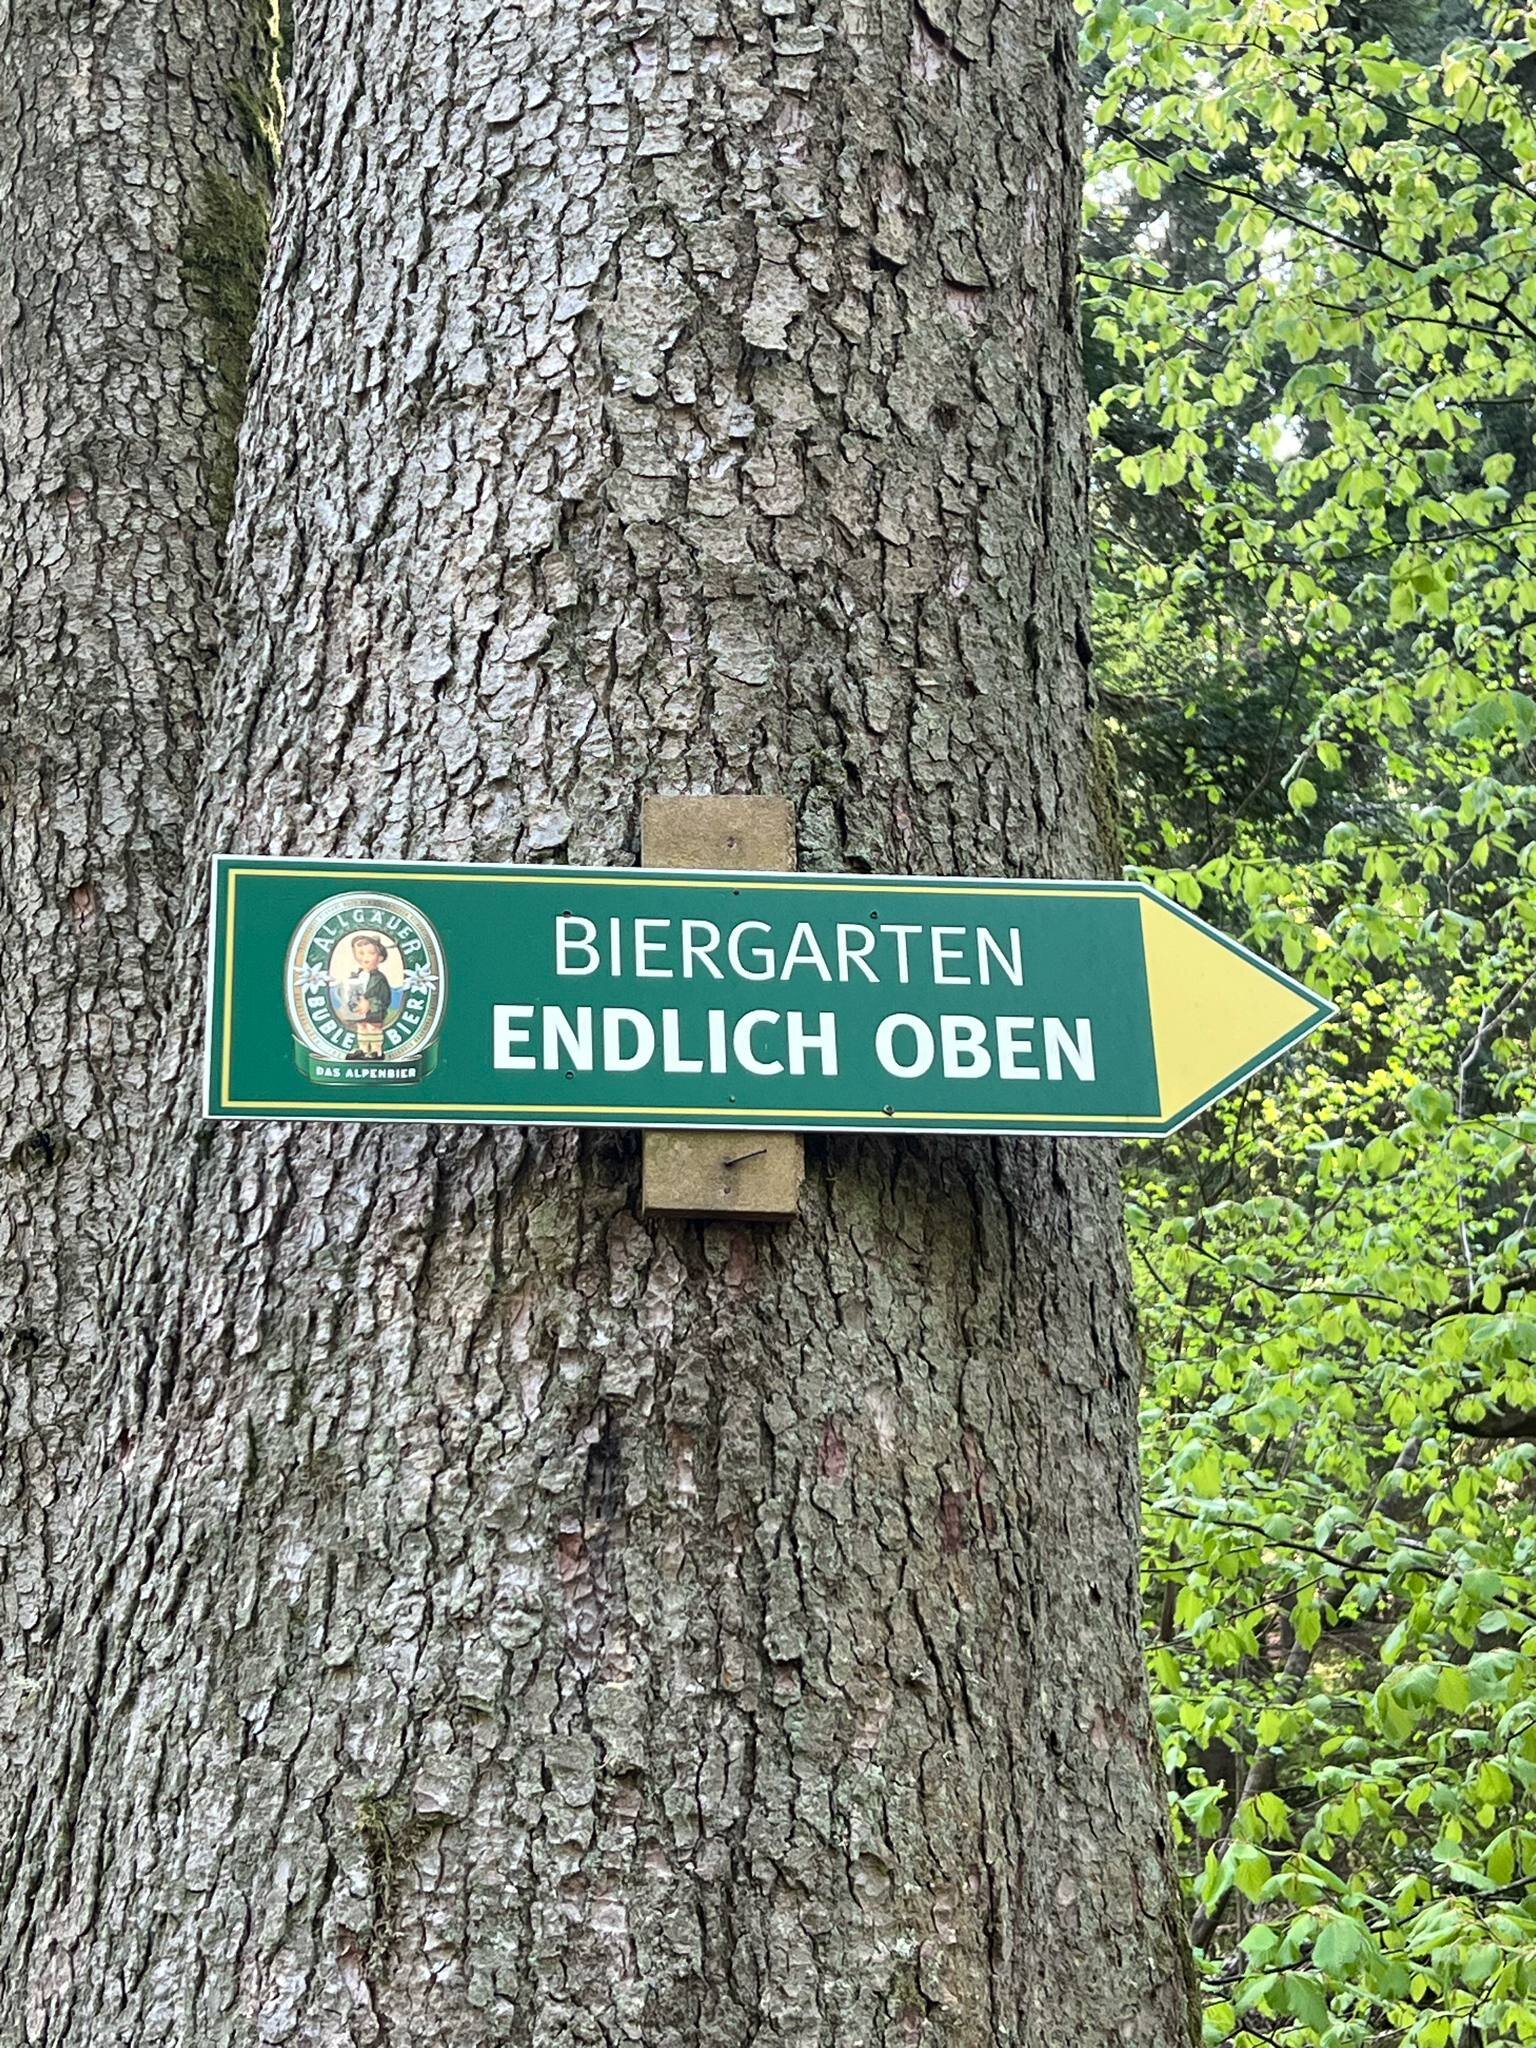 BIERGARTEN
ENDLICH OBEN
ALLGÄUER
BÜBLE BIER
DAS ALPENBIER